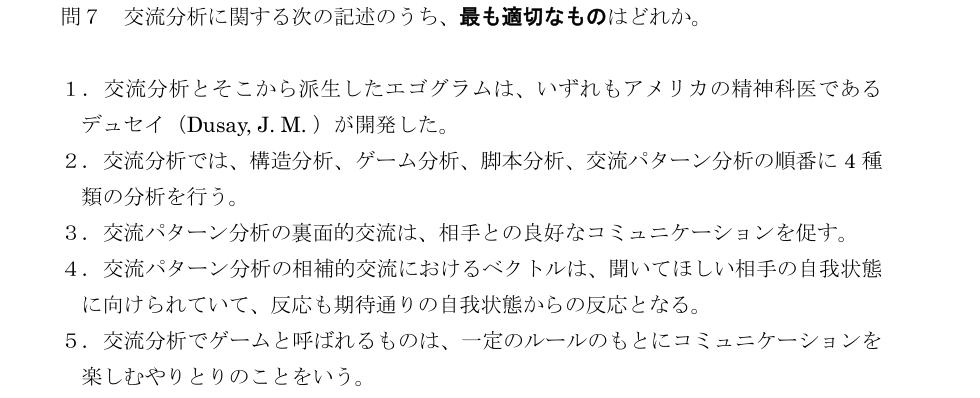 問７　交流分析に関する次の記述のうち、最も適切なものはどれか。
１．交流分析とそこから派生したエゴグラムは、いずれもアメリカの精神科医である
デュセイ（Dusay, J. M. ）が開発した。
２．交流分析では、構造分析、ゲーム分析、脚本分析、交流パターン分析の順番に 4 種
類の分析を行う。
３．交流パターン分析の裏面的交流は、相手との良好なコミュニケーションを促す。
４．交流パターン分析の相補的交流におけるベクトルは、聞いてほしい相手の自我状態
に向けられていて、反応も期待通りの自我状態からの反応となる。
５．交流分析でゲームと呼ばれるものは、一定のルールのもとにコミュニケーションを
楽しむやりとりのことをいう。